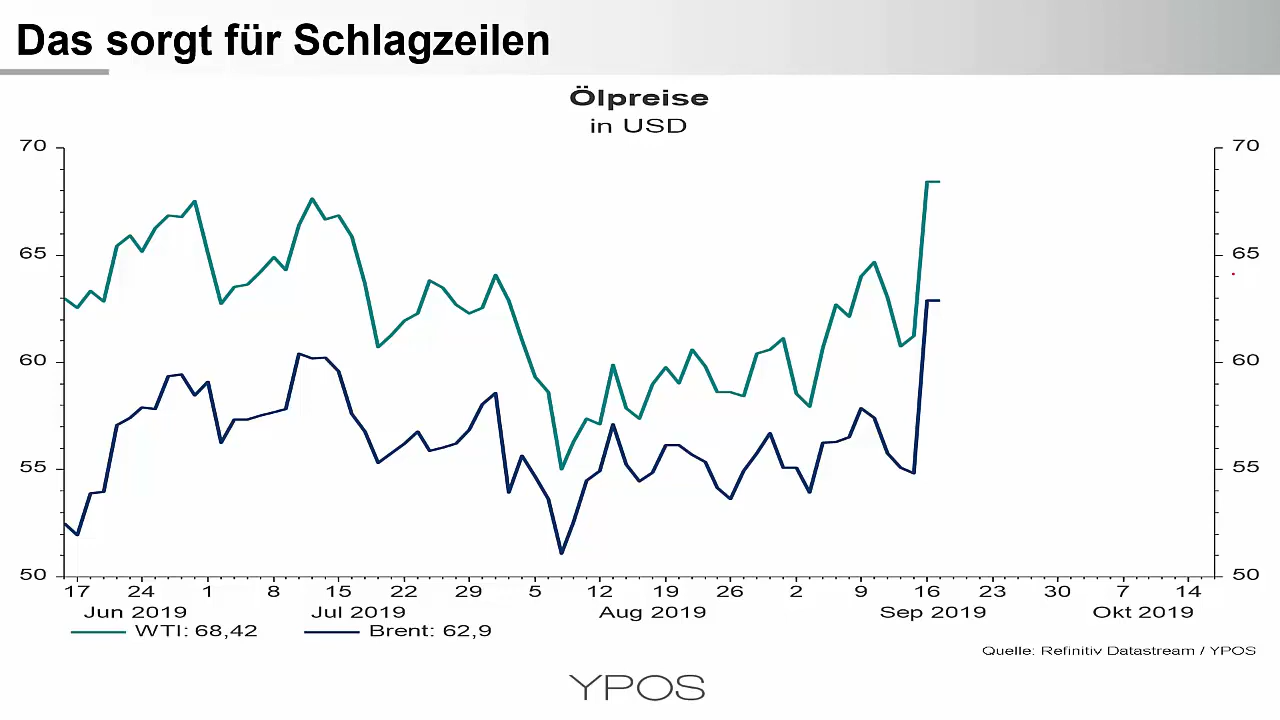 Das sorgt für Schlagzeilen
Ölpreise
in USD
70 70
65 65
60 60
55 55
50 50
17 24 1 8 15 22 29 5 12 19 26 2 9 16 23 30 7 14
Jun 2019 Jul 2019 Aug 2019 Sep 2019 Okt 2019
WTI: 68,42 Brent: 62,9
Quelle: Refinitiv Datastream / YPOS
YPOS